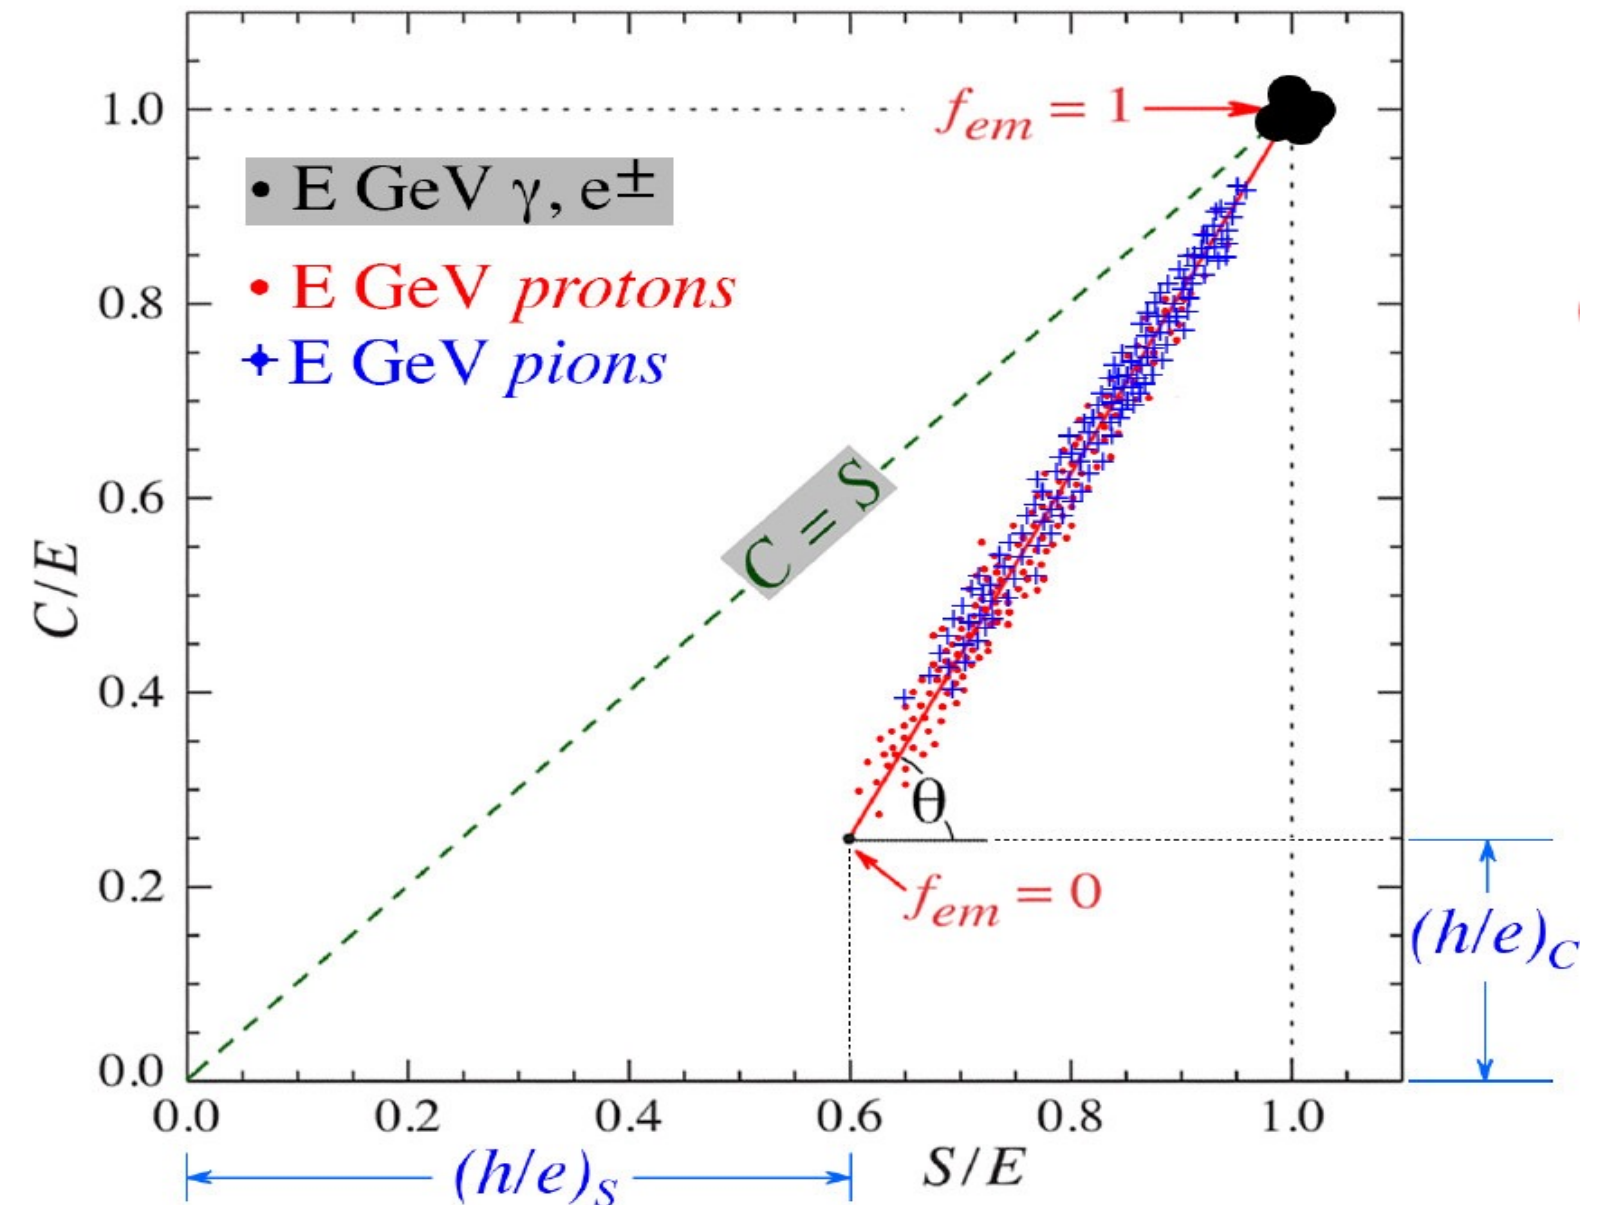 1.0
f_em = 1
• E GeV γ, e±
• E GeV protons
E GeV pions
0.8
0.6
C = S
C/E
0.4
θ
0.2
f_em = 0
(h/e)_C
0.0
0.0 0.2 0.4 0.6 0.8 1.0
(h/e)_S
S/E